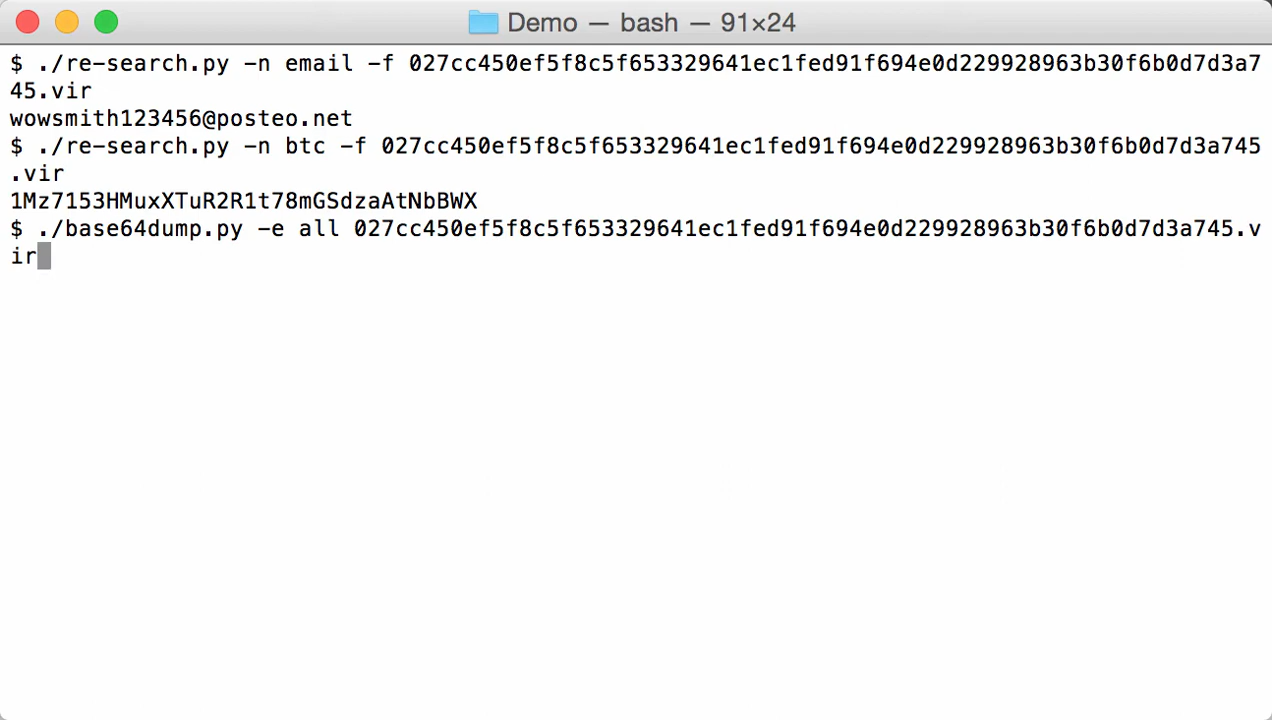 Demo — bash — 91×24
$ ./re-search.py -n email -f 027cc450ef5f8c5f653329641ec1fed91f694e0d229928963b30f6b0d7d3a7
45.vir
wowsmith123456@posteo.net
$ ./re-search.py -n btc -f 027cc450ef5f8c5f653329641ec1fed91f694e0d229928963b30f6b0d7d3a745
.vir
1Mz7153HMuxXTuR2R1t78mGSdzaAtNbBWX
$ ./base64dump.py -e all 027cc450ef5f8c5f653329641ec1fed91f694e0d229928963b30f6b0d7d3a745.v
ir